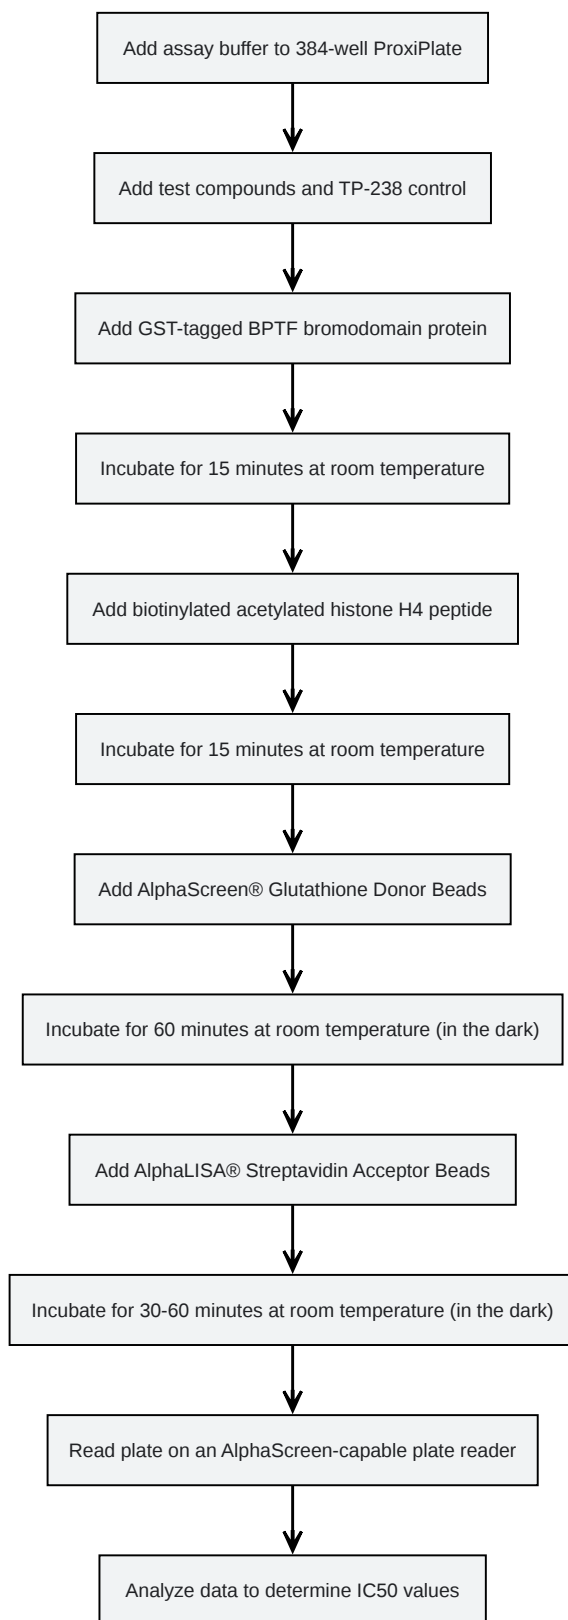 Add assay buffer to 384-well ProxiPlate
Add test compounds and TP-238 control
Add GST-tagged BPTF bromodomain protein
Incubate for 15 minutes at room temperature
Add biotinylated acetylated histone H4 peptide
Incubate for 15 minutes at room temperature
Add AlphaScreen® Glutathione Donor Beads
Incubate for 60 minutes at room temperature (in the dark)
Add AlphaLISA® Streptavidin Acceptor Beads
Incubate for 30-60 minutes at room temperature (in the dark)
Read plate on an AlphaScreen-capable plate reader
Analyze data to determine IC50 values